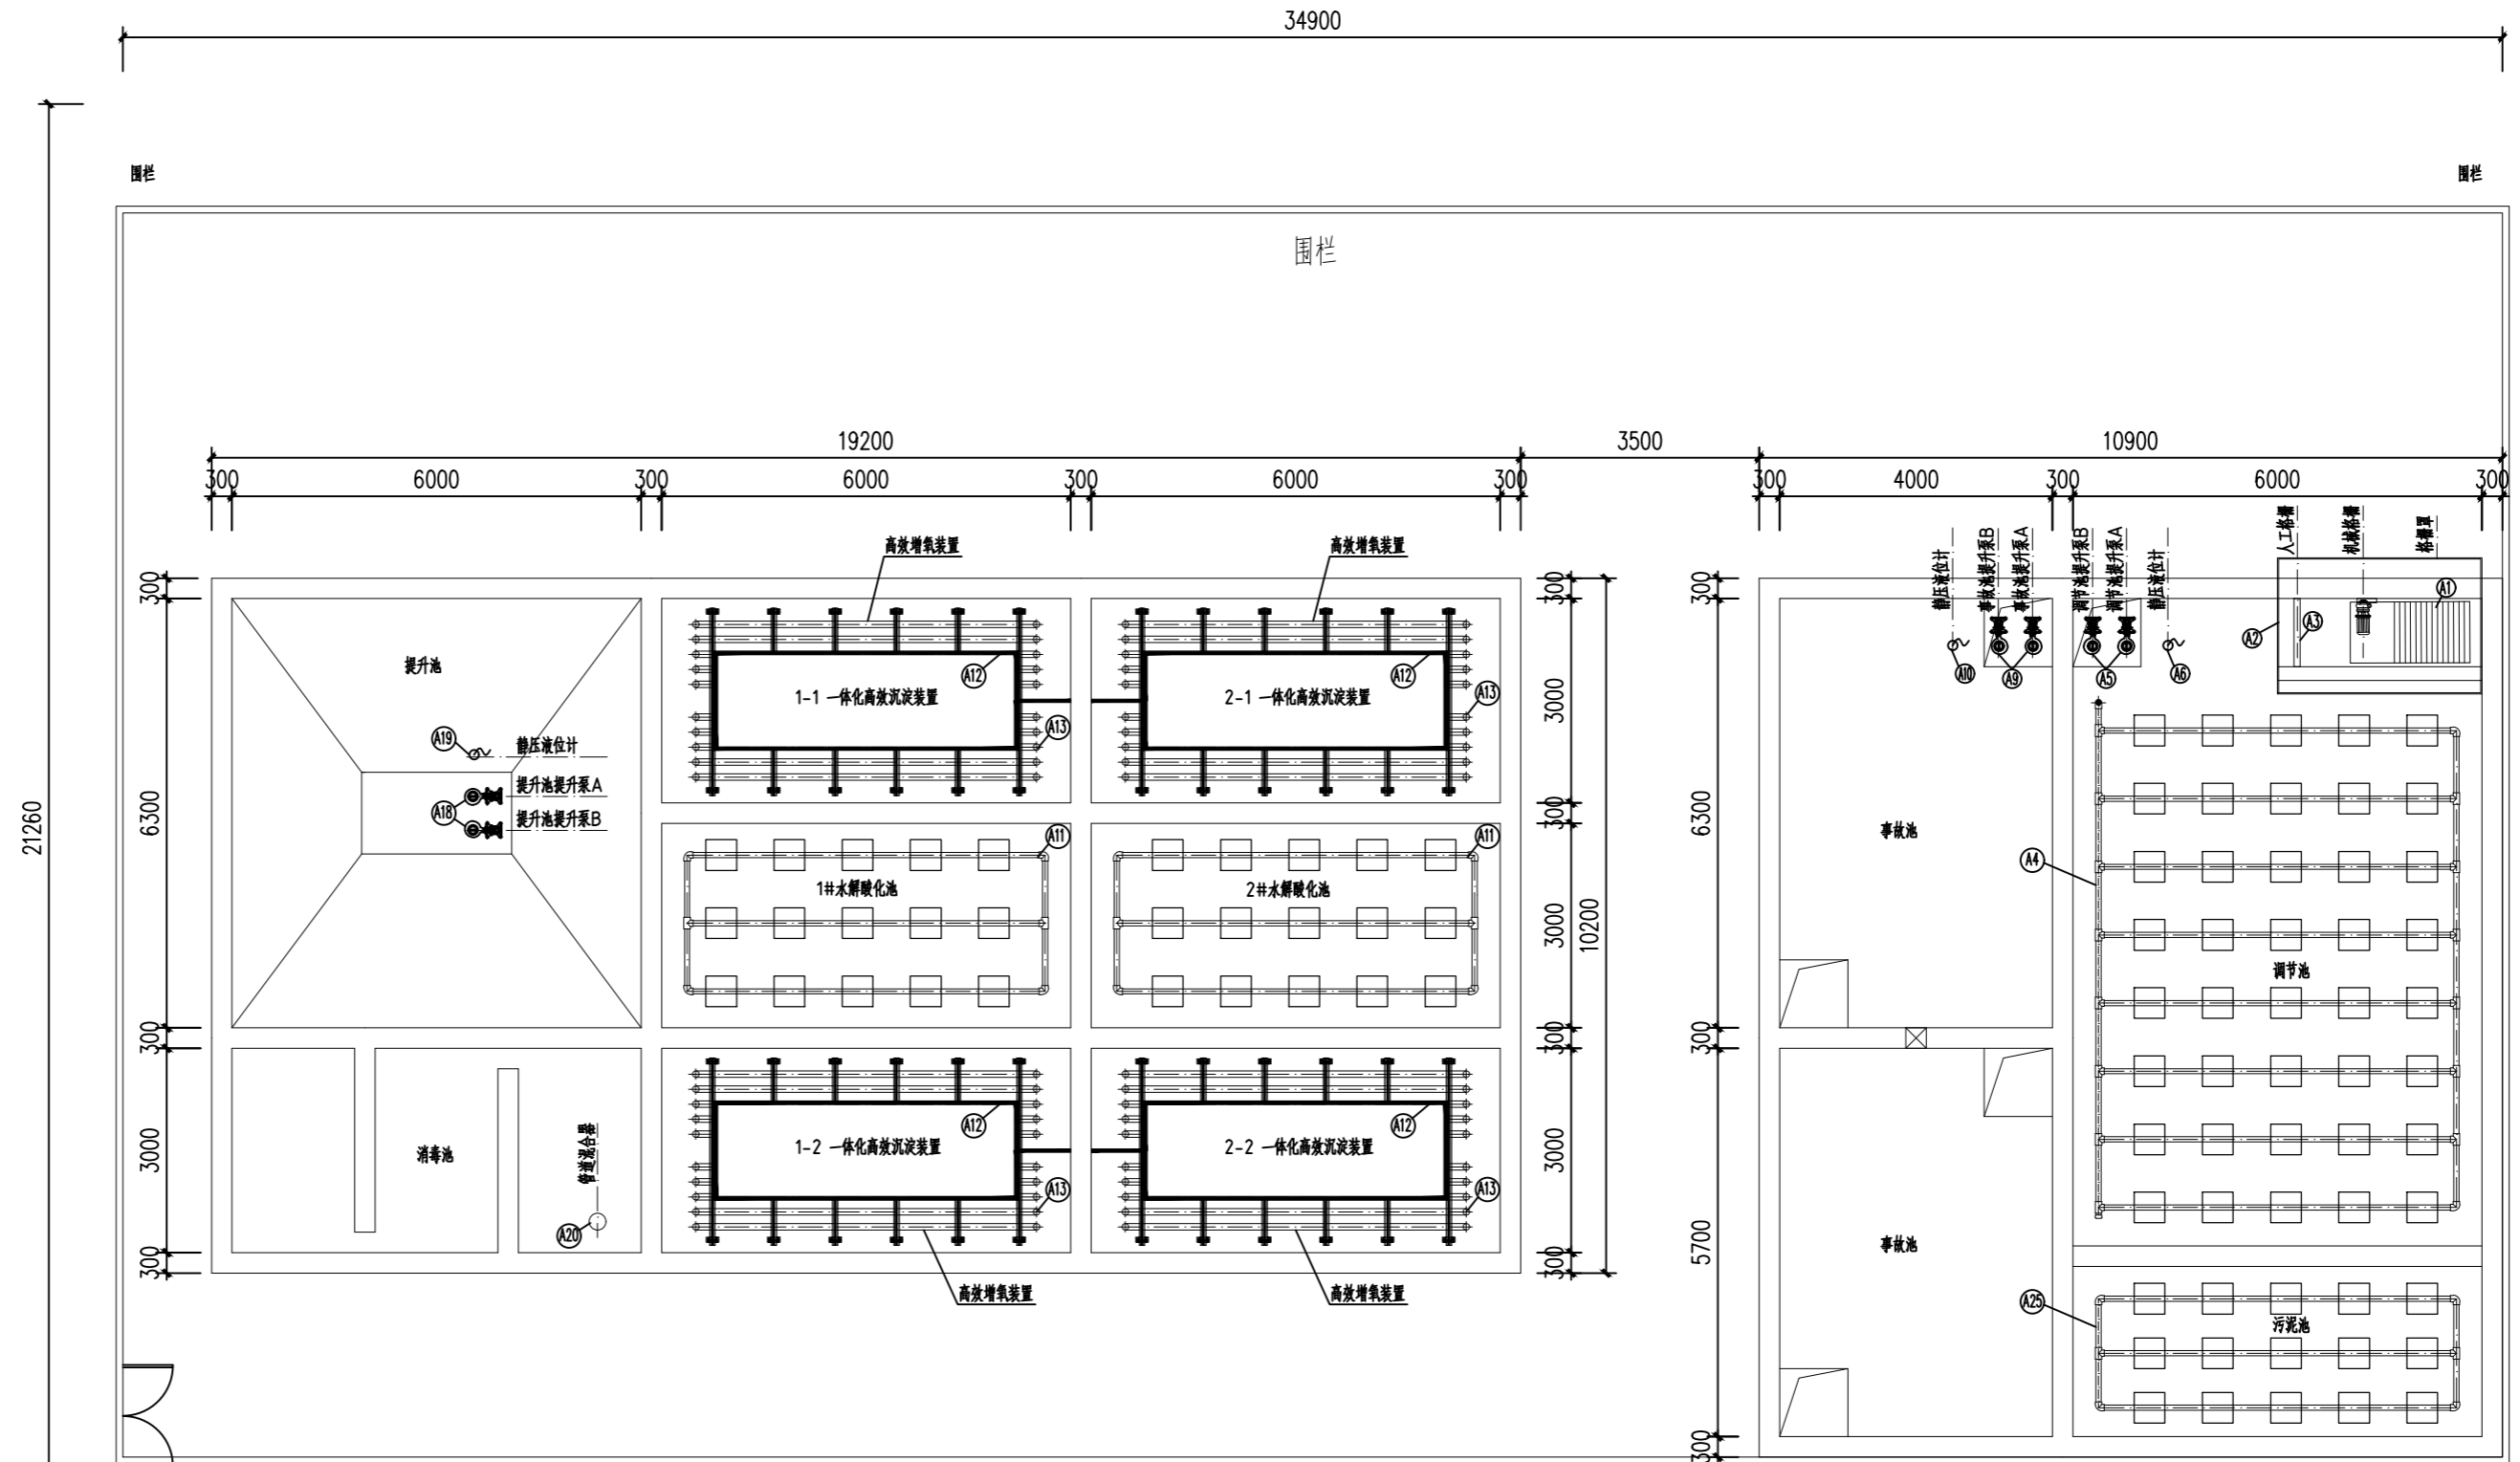 34900
围栏
围栏
围栏
19200
3500
10900
300
6000
300
6000
300
6000
300
300
4000
300
6000
300
高效增氧装置
高效增氧装置
静压液位计
事故池提升泵B
事故池提升泵A
调节池提升泵B
调节池提升泵A
静压液位计
人工格栅
机械格栅
格栅罩
300
300
300
A1
A2
A3
提升池
A12
A12
A10
A9
A5
A6
1-1 一体化高效沉淀装置
2-1 一体化高效沉淀装置
A13
A13
3000
A19
静压液位计
提升池提升泵A
A18
提升池提升泵B
21260
6300
300
6300
事故池
A11
A11
A4
1#水解酸化池
2#水解酸化池
3000
10200
调节池
300
300
300
A12
A12
1-2 一体化高效沉淀装置
2-2 一体化高效沉淀装置
3000
消毒池
管道混合器
3000
A13
A13
A20
5700
事故池
300
300
高效增氧装置
高效增氧装置
A25
污泥池
300